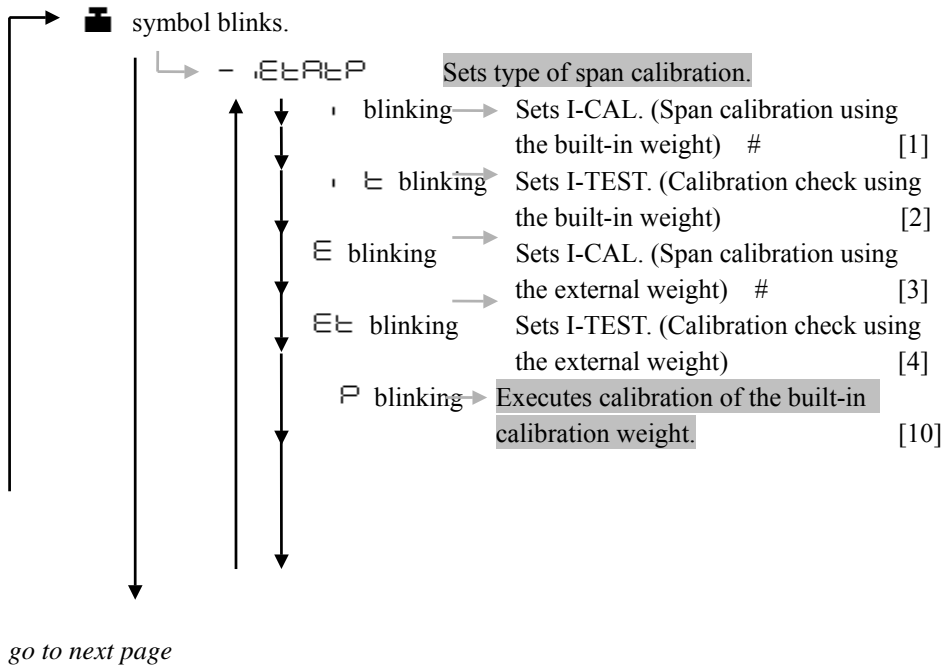 symbol blinks.
- iEtAtP Sets type of span calibration.
i blinking Sets I-CAL. (Span calibration using
the built-in weight) # [1]
i t blinking Sets I-TEST. (Calibration check using
the built-in weight) [2]
E blinking Sets I-CAL. (Span calibration using
the external weight) # [3]
Et blinking Sets I-TEST. (Calibration check using
the external weight) [4]
P blinking Executes calibration of the built-in
calibration weight. [10]
go to next page